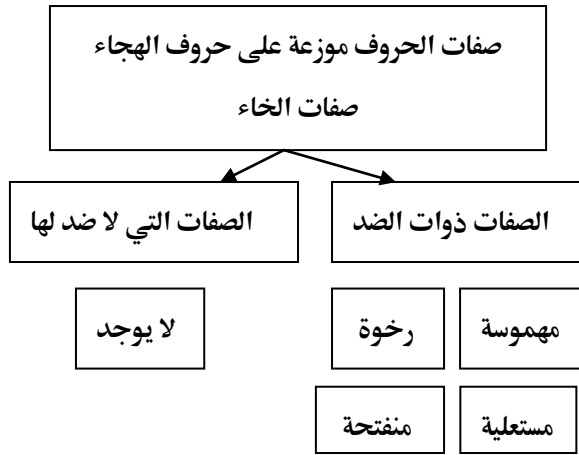 صفات الحروف موزعة على حروف الهجاء
صفات الخاء
الصفات ذوات الضد
الصفات التي لا ضد لها
مهموسة
رخوة
لا يوجد
مستعلية
منفتحة